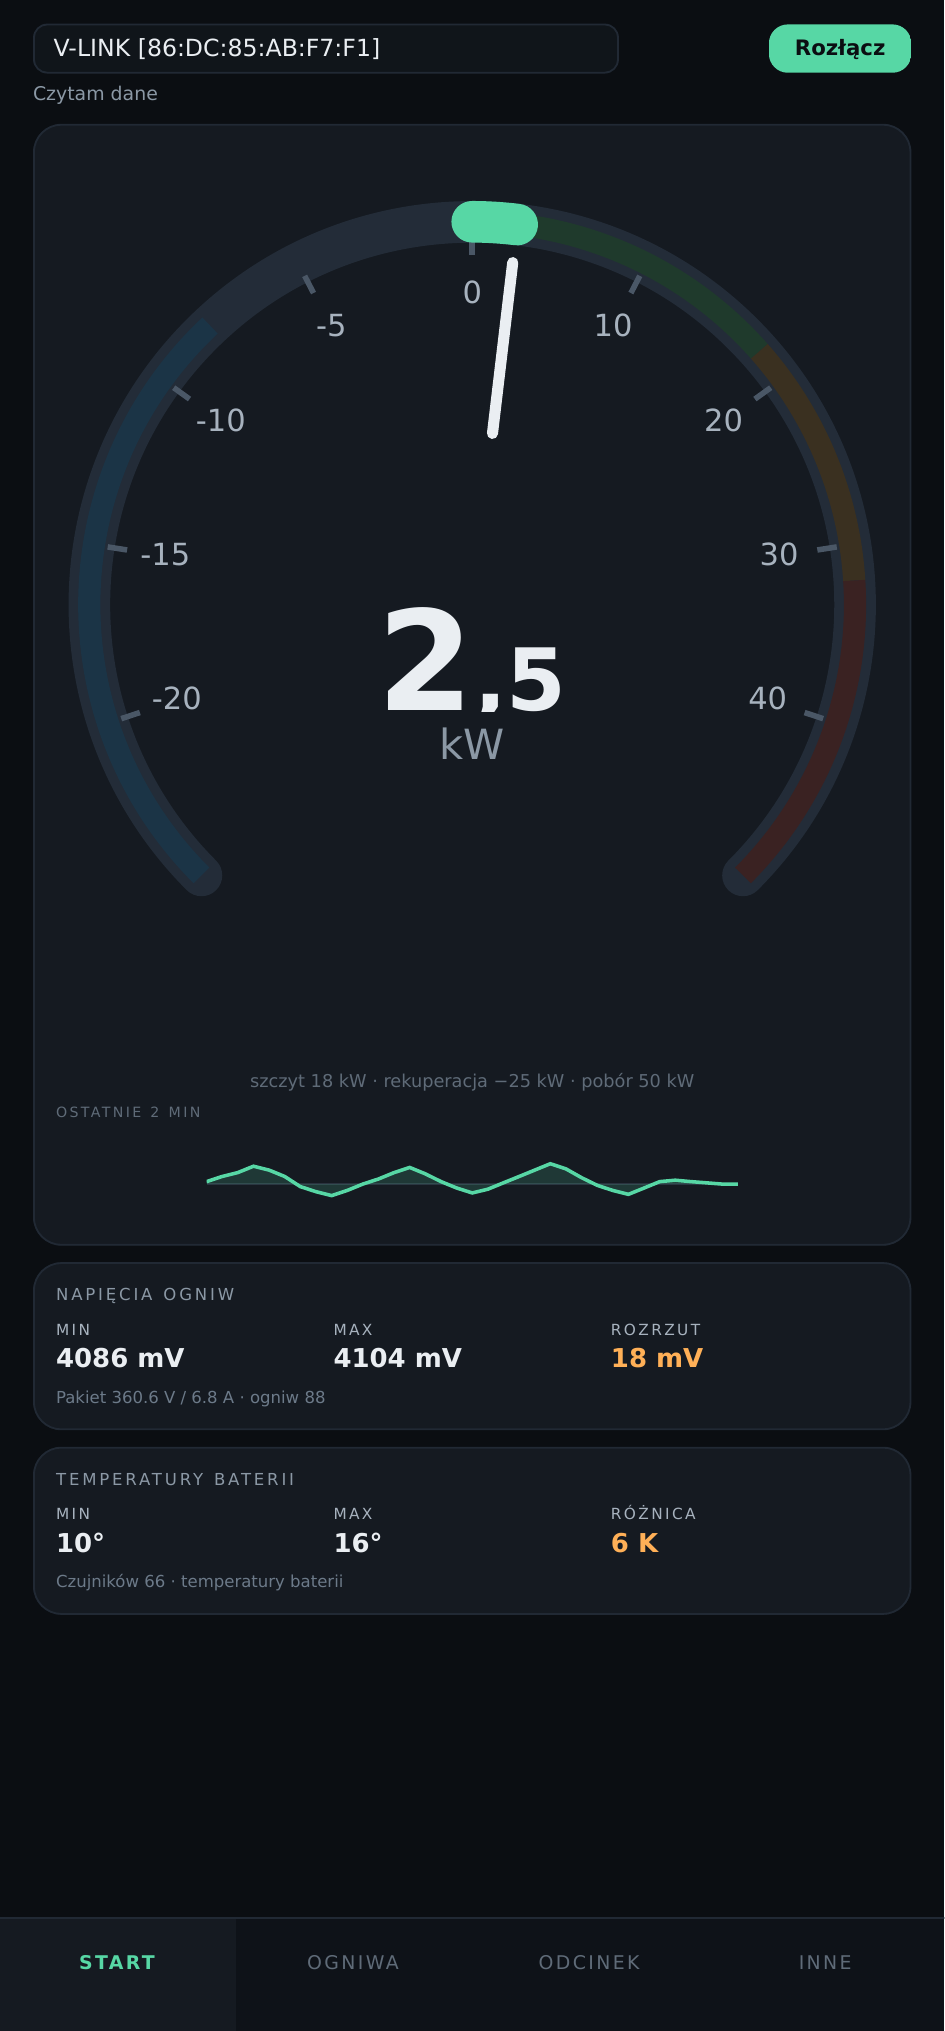 V-LINK [86:DC:85:AB:F7:F1]
Rozłącz
Czytam dane
0
-5
10
-10
20
-15
30
-20
40
2,5
kW
szczyt 18 kW · rekuperacja −25 kW · pobór 50 kW
OSTATNIE 2 MIN
NAPIĘCIA OGNIW
MIN MAX ROZRZUT
4086 mV 4104 mV 18 mV
Pakiet 360.6 V / 6.8 A · ogniw 88
TEMPERATURY BATERII
MIN MAX RÓŻNICA
10° 16° 6 K
Czujników 66 · temperatury baterii
START OGNIWA ODCINEK INNE